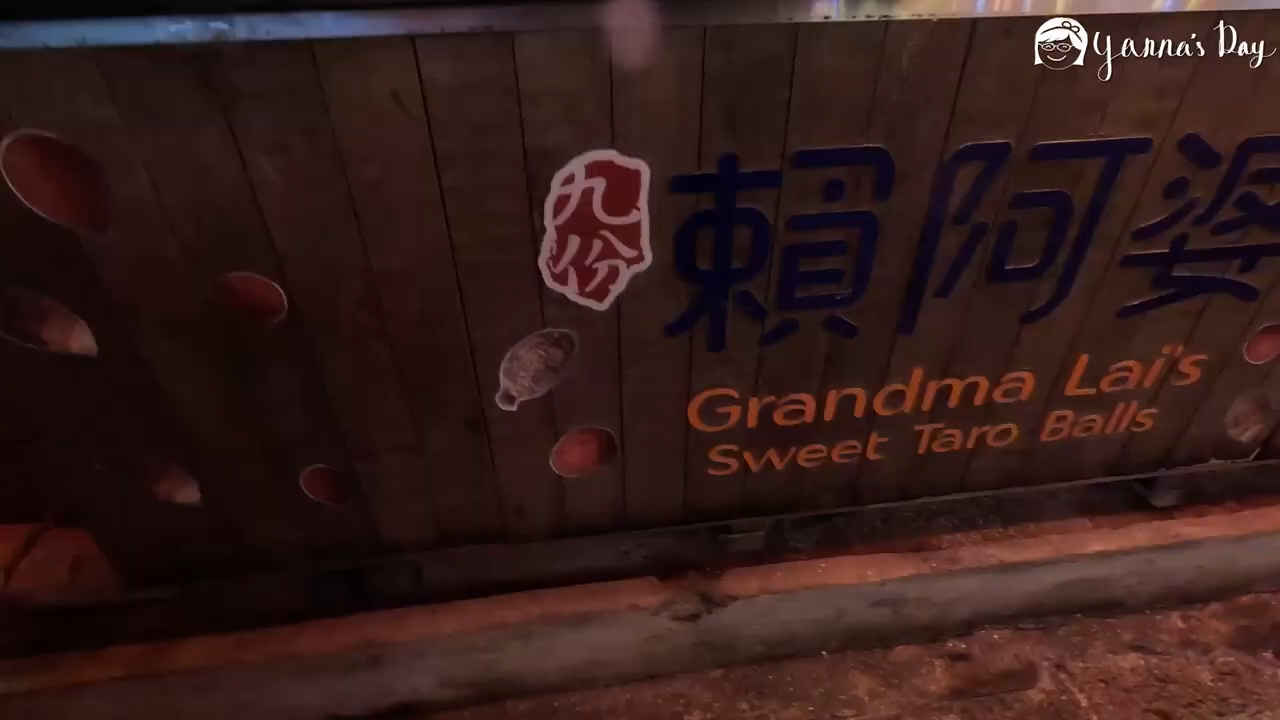 Yanna's Day
九份
賴阿婆
Grandma Lai's
Sweet Taro Balls